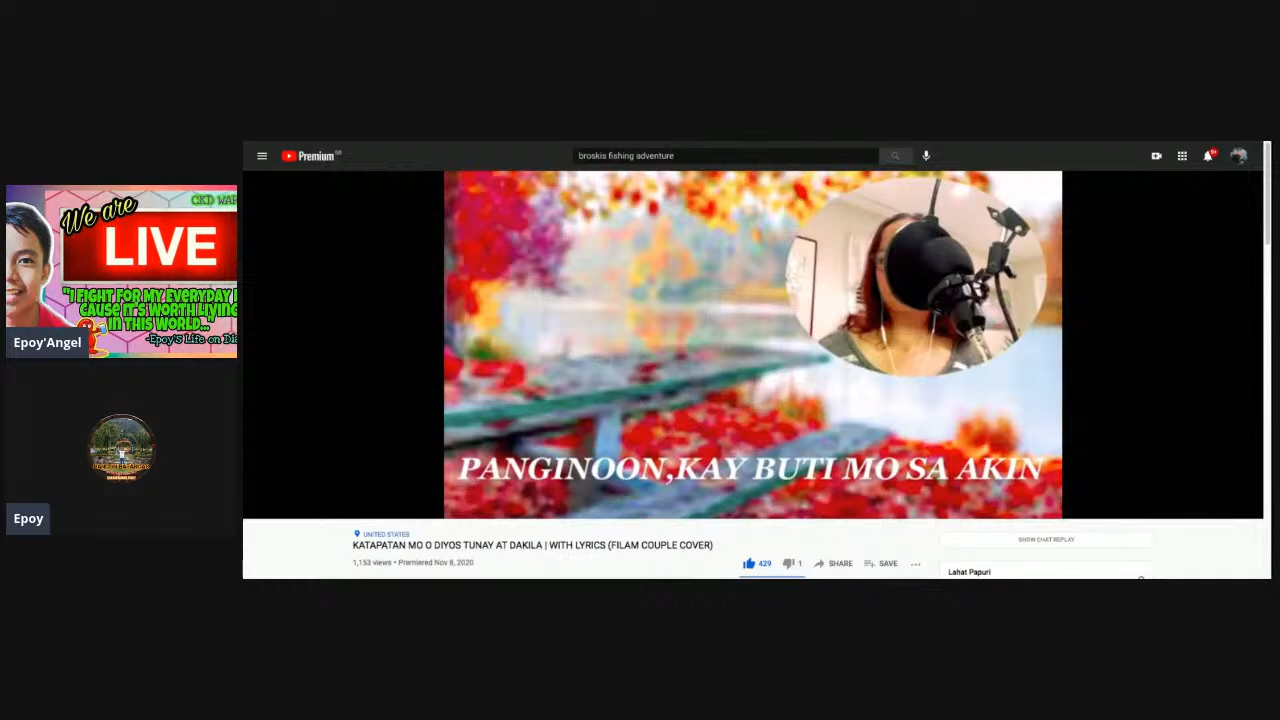 We are
LIVE
"I FIGHT FOR MY EVERYDAY
CAUSE IT'S WORTH LIVING
IN THIS WORLD..."
-Epoy's Life on
Epoy'Angel
Epoy
Premium GB
broskis fishing adventure
9+
PANGINOON,KAY BUTI MO SA AKIN
UNITED STATES
KATAPATAN MO O DIYOS TUNAY AT DAKILA | WITH LYRICS (FILAM COUPLE COVER)
1,153 views • Premiered Nov 8, 2020
429
1
SHARE
SAVE
SHOW CHAT REPLAY
Lahat Papuri